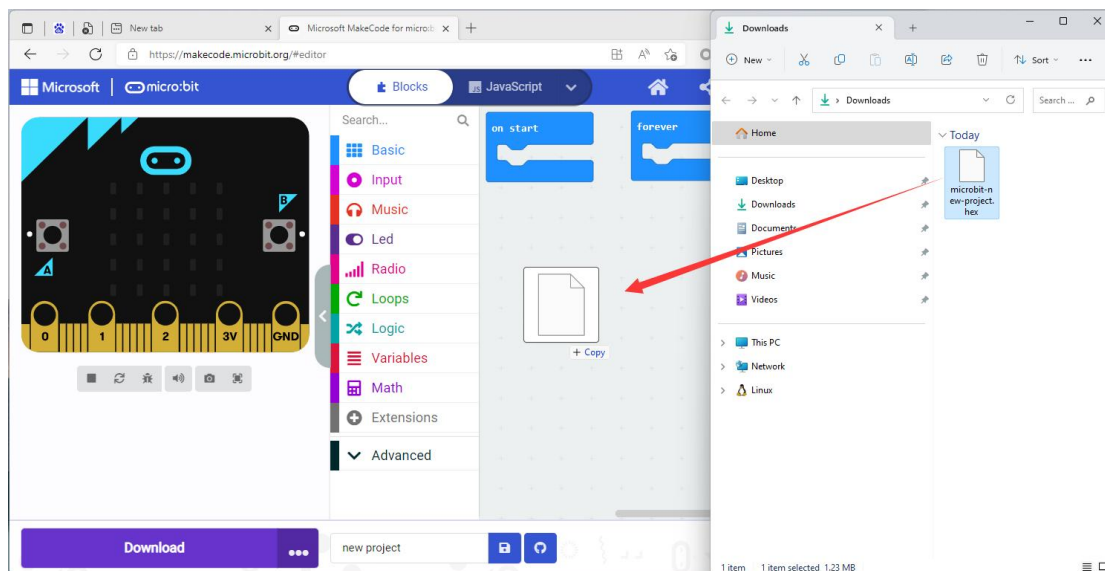 New tab
Microsoft MakeCode for micro:b
https://makecode.microbit.org/#editor
Microsoft
micro:bit
Blocks
JavaScript
Search...
Basic
Input
Music
Led
Radio
Loops
Logic
Variables
Math
Extensions
Advanced
on start
forever
A
B
0
1
2
3V
GND
+ Copy
Download
new project
Downloads
New
Sort
Downloads
Search ...
Home
Desktop
Downloads
Documents
Pictures
Music
Videos
This PC
Network
Linux
Today
microbit-n
ew-project.
hex
1 item
1 item selected 1.23 MB